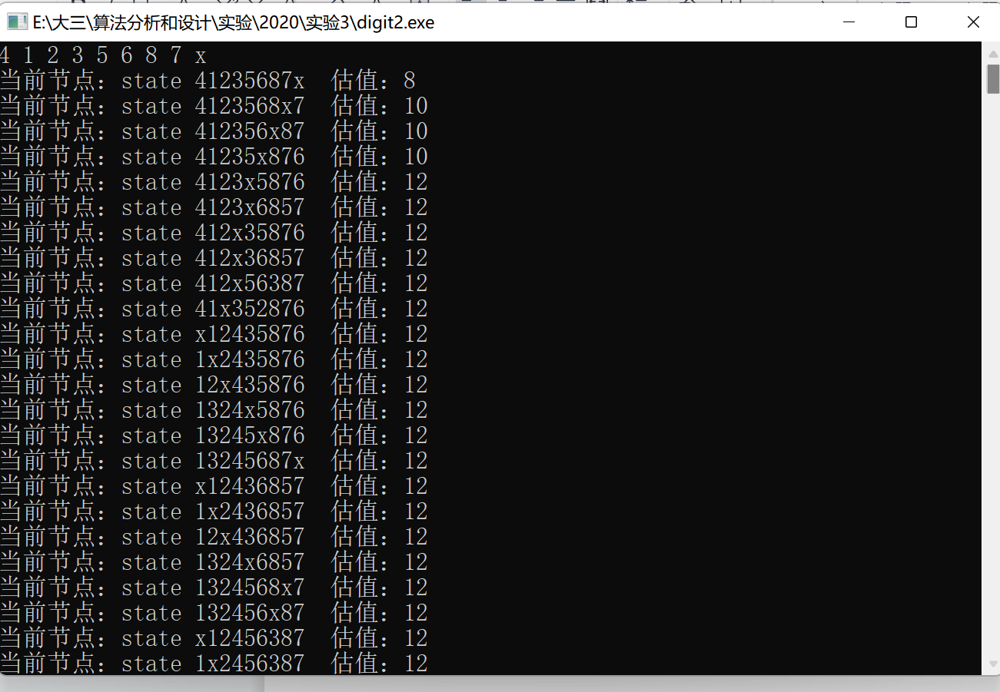 E:\大三\算法分析和设计\实验\2020\实验3\digit2.exe
4 1 2 3 5 6 8 7 x
当前节点：state 41235687x  估值：8
当前节点：state 4123568x7  估值：10
当前节点：state 412356x87  估值：10
当前节点：state 41235x876  估值：10
当前节点：state 4123x5876  估值：12
当前节点：state 4123x6857  估值：12
当前节点：state 412x35876  估值：12
当前节点：state 412x36857  估值：12
当前节点：state 412x56387  估值：12
当前节点：state 41x352876  估值：12
当前节点：state x12435876  估值：12
当前节点：state 1x2435876  估值：12
当前节点：state 12x435876  估值：12
当前节点：state 1324x5876  估值：12
当前节点：state 13245x876  估值：12
当前节点：state 13245687x  估值：12
当前节点：state x12436857  估值：12
当前节点：state 1x2436857  估值：12
当前节点：state 12x436857  估值：12
当前节点：state 1324x6857  估值：12
当前节点：state 1324568x7  估值：12
当前节点：state 132456x87  估值：12
当前节点：state x12456387  估值：12
当前节点：state 1x2456387  估值：12